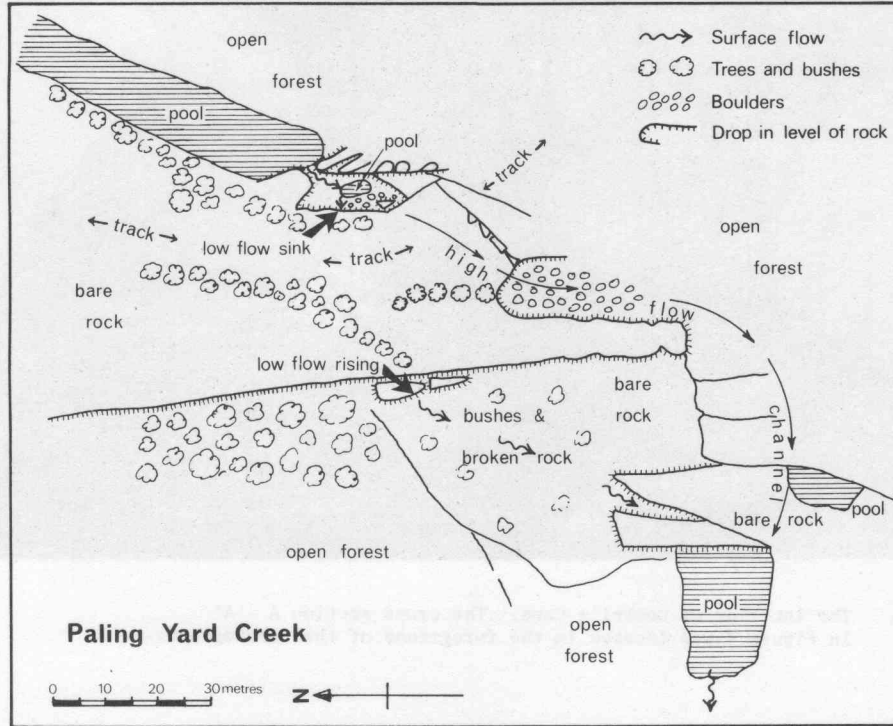 open
forest
Surface flow
Trees and bushes
Boulders
Drop in level of rock
pool
pool
track
low flow sink
track
track
high
flow
channel
open
forest
bare
rock
low flow rising
bushes &
broken rock
bare
rock
bare rock
pool
open forest
pool
open
forest
Paling Yard Creek
0 10 20 30 metres
N